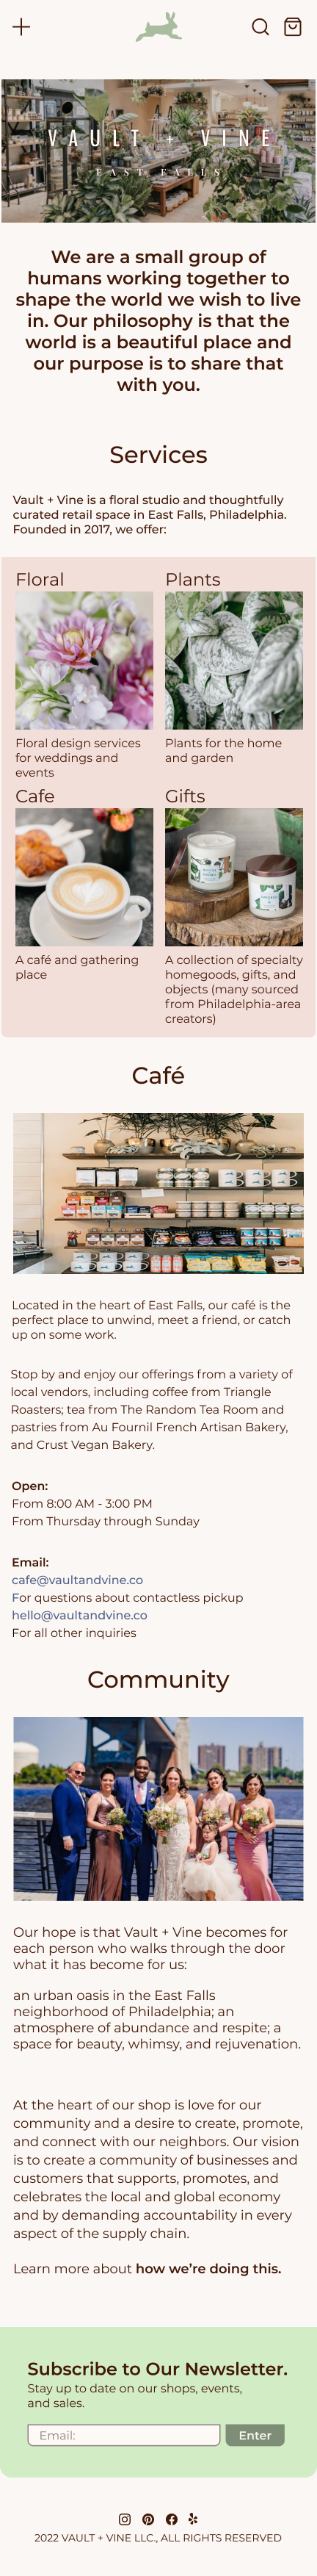 VAULT + VINE
EAST FALLS
We are a small group of
humans working together to
shape the world we wish to live
in. Our philosophy is that the
world is a beautiful place and
our purpose is to share that
with you.
Services
Vault + Vine is a floral studio and thoughtfully
curated retail space in East Falls, Philadelphia.
Founded in 2017, we offer:
Floral
Plants
Floral design services
for weddings and
events
Plants for the home
and garden
Cafe
Gifts
A café and gathering
place
A collection of specialty
homegoods, gifts, and
objects (many sourced
from Philadelphia-area
creators)
Café
Located in the heart of East Falls, our café is the
perfect place to unwind, meet a friend, or catch
up on some work.
Stop by and enjoy our offerings from a variety of
local vendors, including coffee from Triangle
Roasters; tea from The Random Tea Room and
pastries from Au Fournil French Artisan Bakery,
and Crust Vegan Bakery.
Open:
From 8:00 AM - 3:00 PM
From Thursday through Sunday
Email:
cafe@vaultandvine.co
For questions about contactless pickup
hello@vaultandvine.co
For all other inquiries
Community
Our hope is that Vault + Vine becomes for
each person who walks through the door
what it has become for us:
an urban oasis in the East Falls
neighborhood of Philadelphia; an
atmosphere of abundance and respite; a
space for beauty, whimsy, and rejuvenation.
At the heart of our shop is love for our
community and a desire to create, promote,
and connect with our neighbors. Our vision
is to create a community of businesses and
customers that supports, promotes, and
celebrates the local and global economy
and by demanding accountability in every
aspect of the supply chain.
Learn more about how we're doing this.
Subscribe to Our Newsletter.
Stay up to date on our shops, events,
and sales.
Email:
Enter
2022 VAULT + VINE LLC., ALL RIGHTS RESERVED